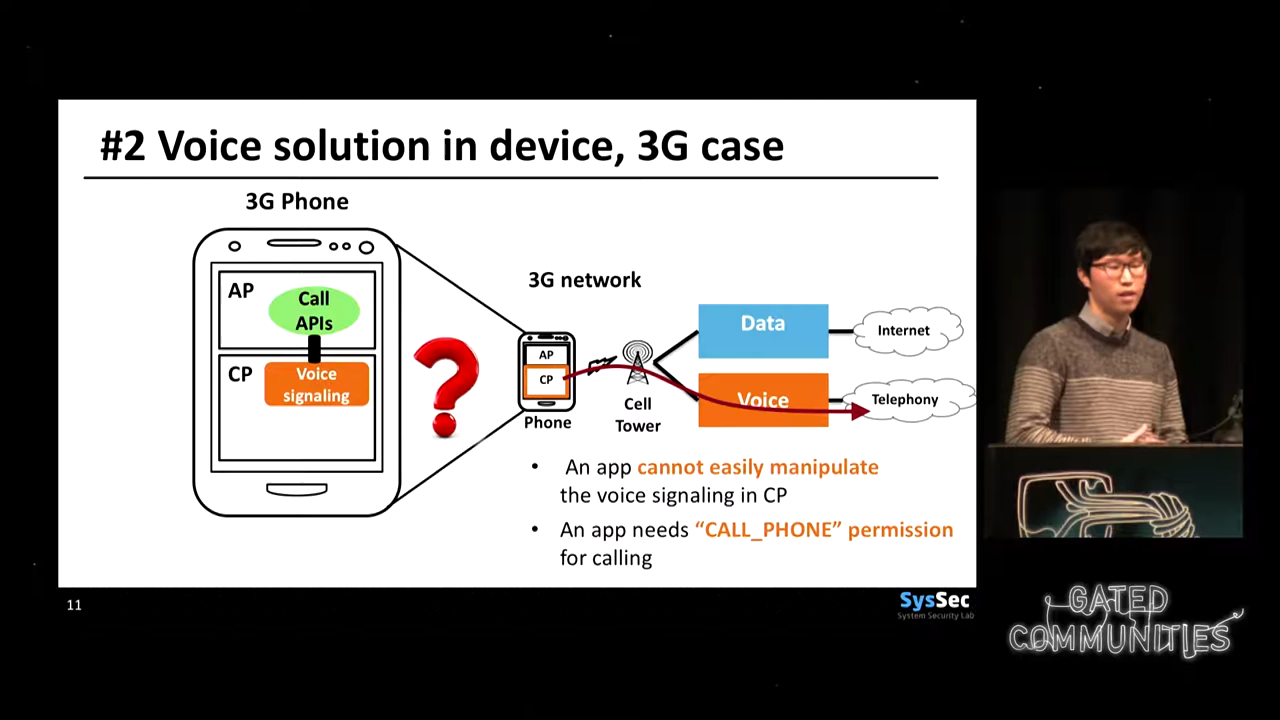 #2 Voice solution in device, 3G case
3G Phone
AP
Call
APIs
CP
Voice
signaling
3G network
AP
CP
Phone
Cell
Tower
Data
Internet
Voice
Telephony
• An app cannot easily manipulate
the voice signaling in CP
• An app needs “CALL_PHONE” permission
for calling
11
SysSec
System Security Lab
GATED
COMMUNITIES